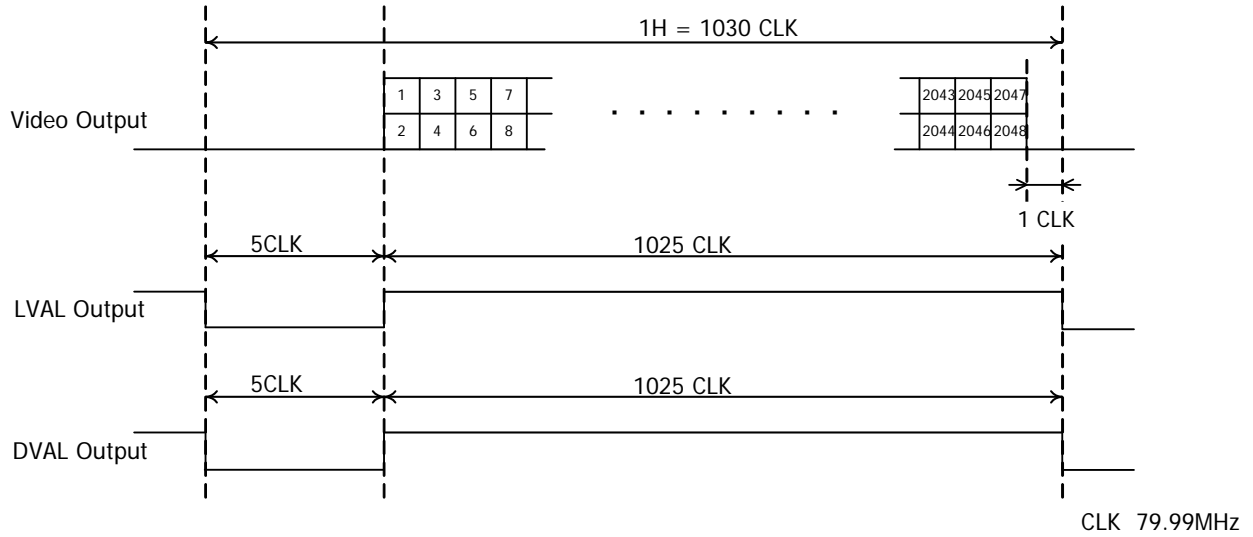 1H = 1030 CLK
Video Output
1 3 5 7 2043 2045 2047
2 4 6 8 2044 2046 2048
1 CLK
5CLK 1025 CLK
LVAL Output
5CLK 1025 CLK
DVAL Output
CLK 79.99MHz